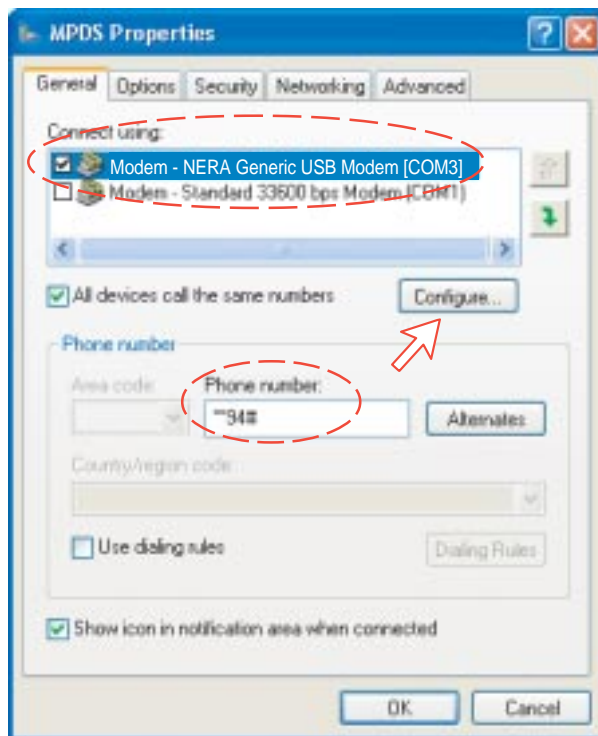 MPDS Properties
General Options Security Networking Advanced
Connect using:
Modem - NERA Generic USB Modem [COM3]
Modem - Standard 33600 bps Modem (COM1)
All devices call the same numbers
Configure...
Phone number
Area code: Phone number:
**94#
Alternates
Country/region code:
Use dialing rules
Dialing Rules
Show icon in notification area when connected
OK Cancel